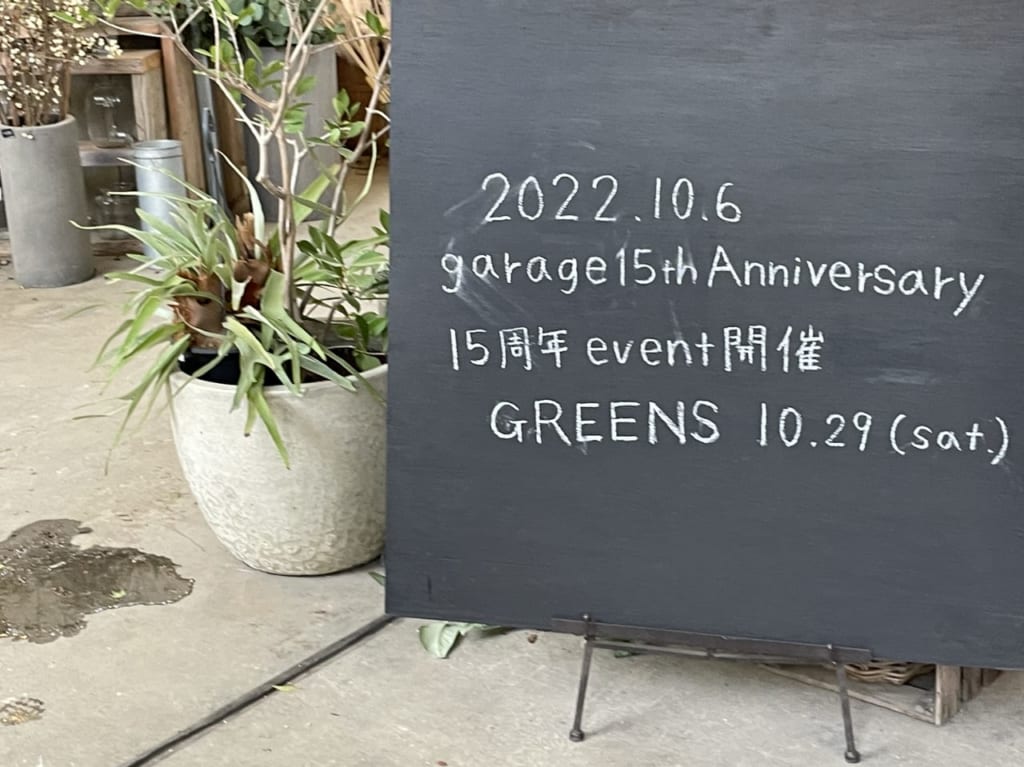 2022.10.6
garage15th Anniversary
15周年 event開催
GREENS 10.29 (sat.)